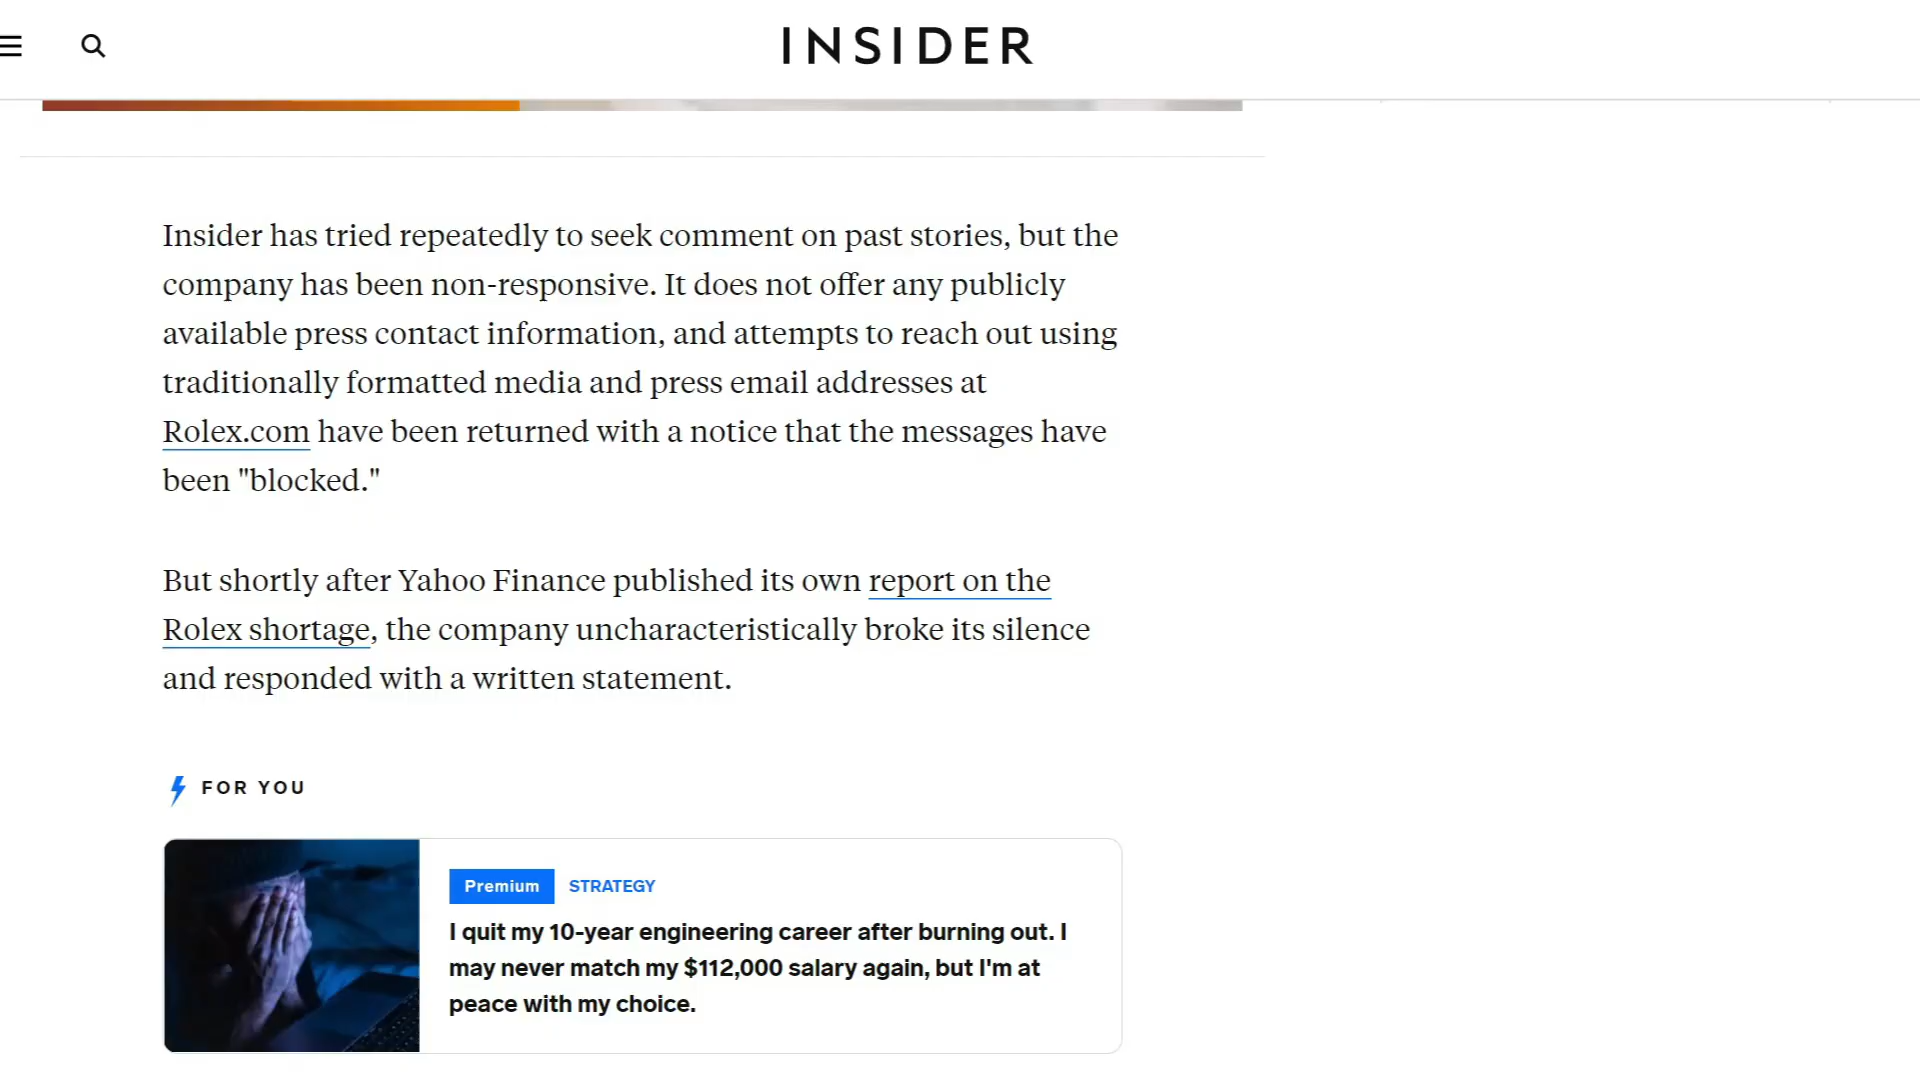 INSIDER
Insider has tried repeatedly to seek comment on past stories, but the
company has been non-responsive. It does not offer any publicly
available press contact information, and attempts to reach out using
traditionally formatted media and press email addresses at
Rolex.com have been returned with a notice that the messages have
been "blocked."
But shortly after Yahoo Finance published its own report on the
Rolex shortage, the company uncharacteristically broke its silence
and responded with a written statement.
FOR YOU
Premium STRATEGY
I quit my 10-year engineering career after burning out. I
may never match my $112,000 salary again, but I'm at
peace with my choice.